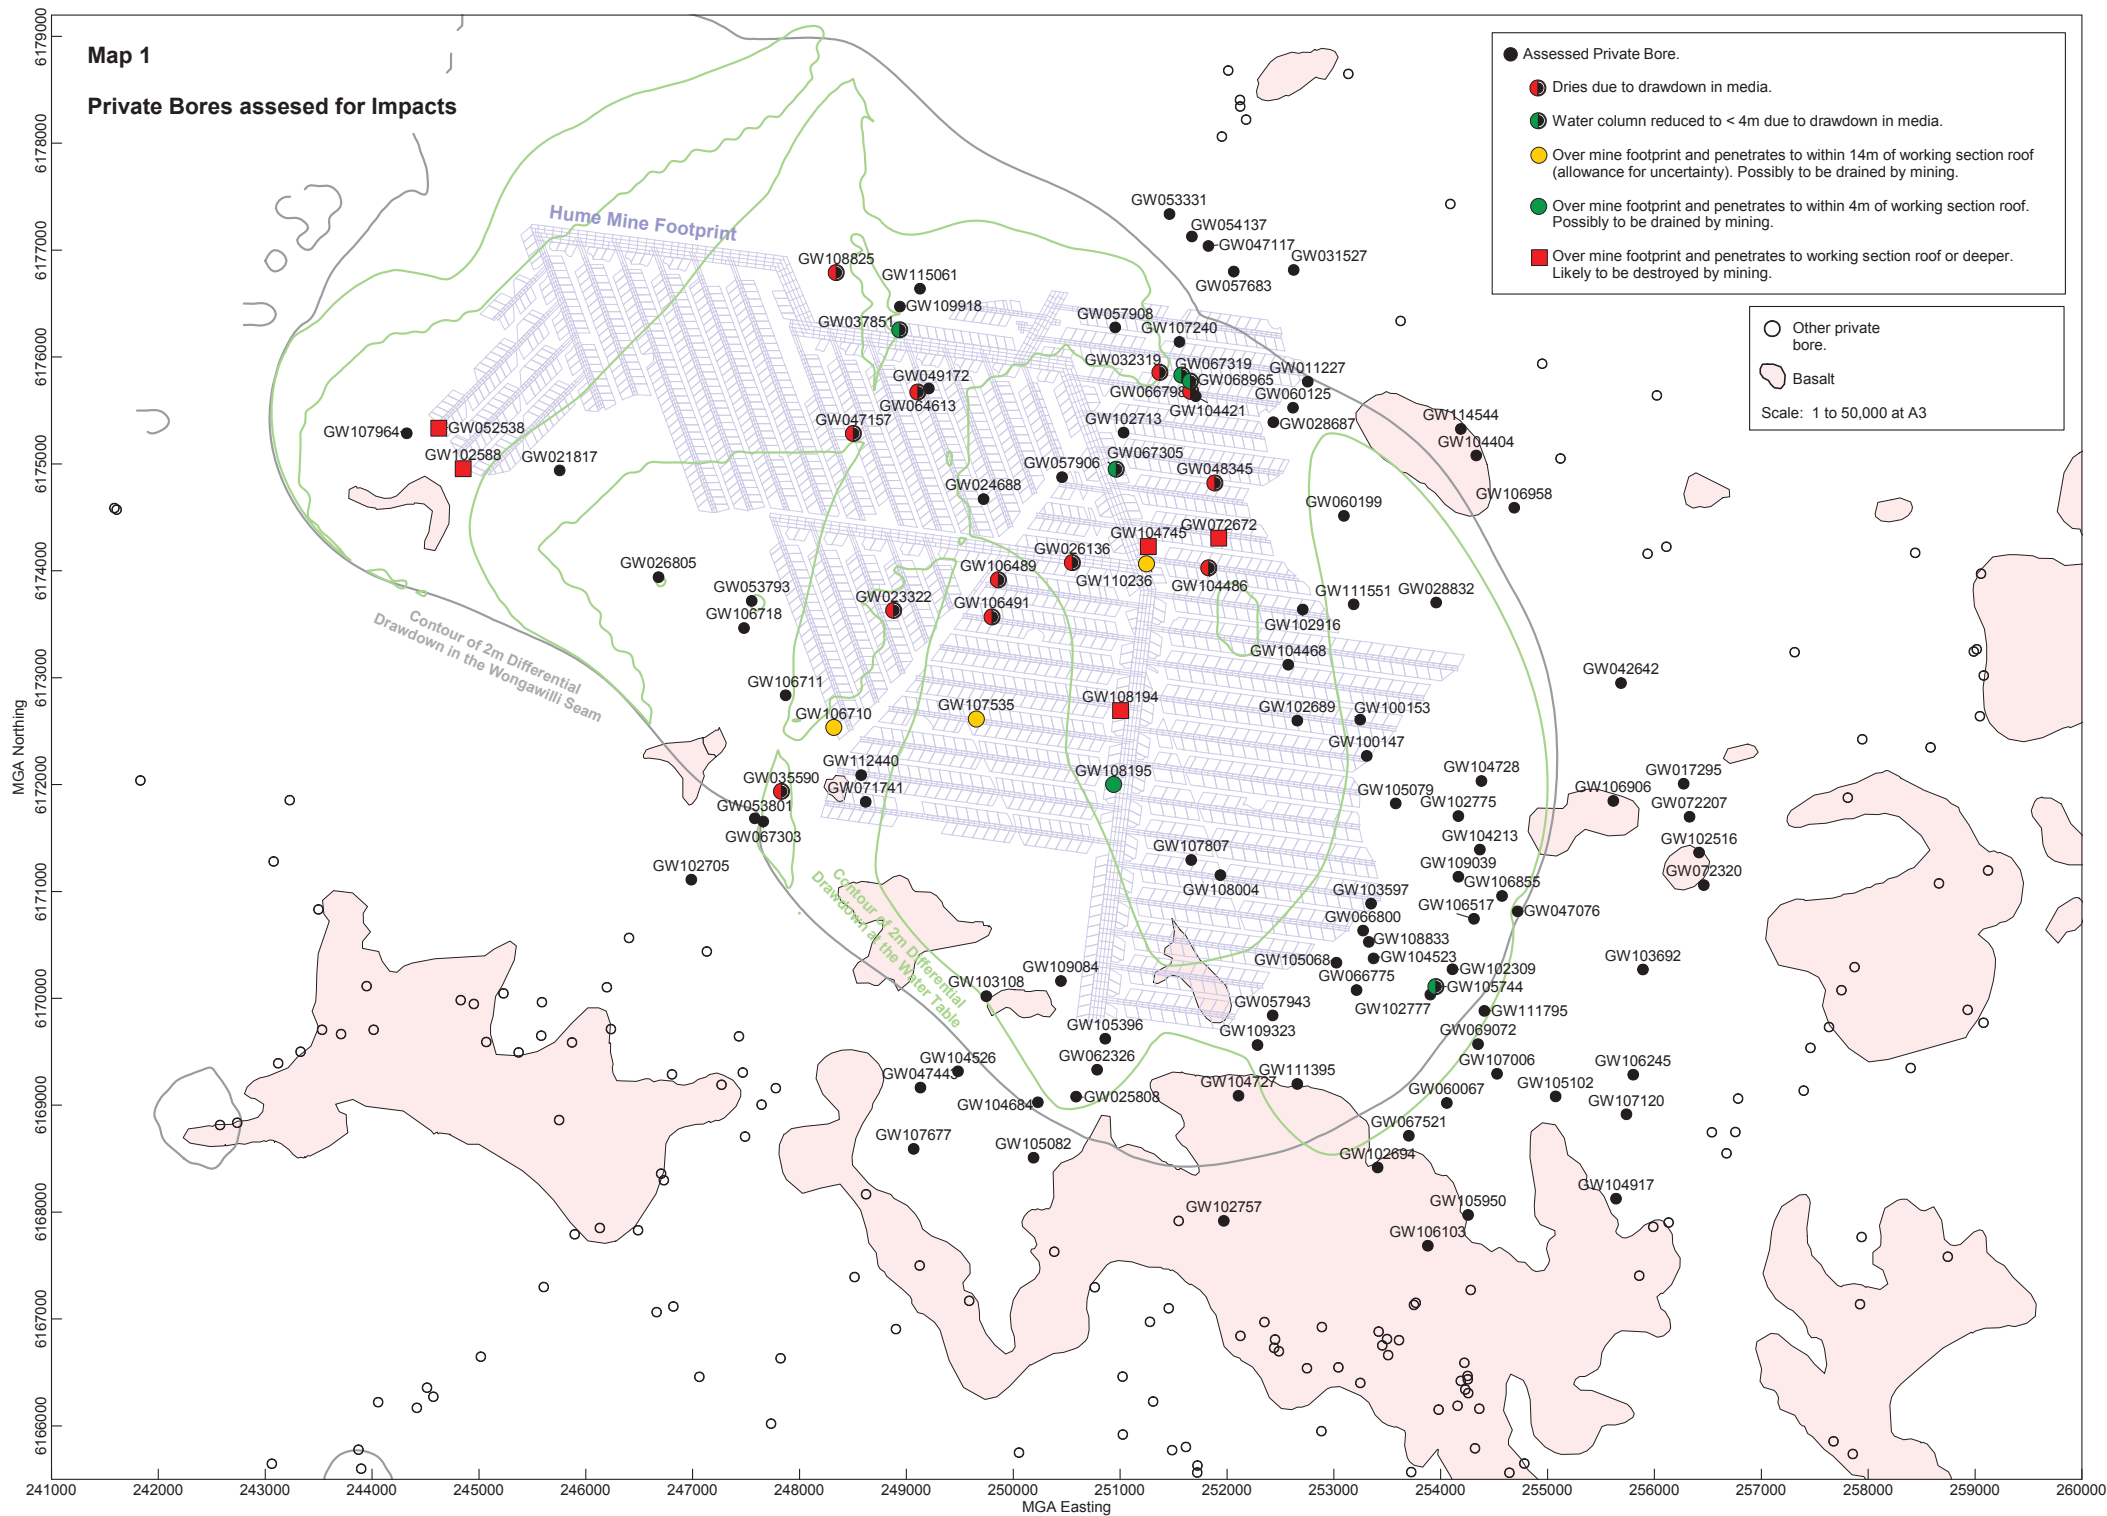 Map 1
Private Bores assesed for Impacts
Assessed Private Bore.
Dries due to drawdown in media.
Water column reduced to < 4m due to drawdown in media.
Over mine footprint and penetrates to within 14m of working section roof
(allowance for uncertainty). Possibly to be drained by mining.
Over mine footprint and penetrates to within 4m of working section roof.
Possibly to be drained by mining.
Over mine footprint and penetrates to working section roof or deeper.
Likely to be destroyed by mining.
Other private
bore.
Basalt
Scale: 1 to 50,000 at A3
Hume Mine Footprint
GW053331
GW054137
GW047117
GW031527
GW057683
GW108825
GW115061
GW109918
GW037851
GW057908
GW107240
GW032319
GW067319
GW068965
GW011227
GW066798
GW060125
GW104421
GW028687
GW049172
GW064613
GW047157
GW102713
GW114544
GW104404
GW107964
GW052538
GW102588
GW021817
GW057906
GW067305
GW048345
GW024688
GW060199
GW106958
GW072672
GW104745
GW026136
GW110236
GW104486
GW026805
GW106489
GW053793
GW023322
GW106491
GW106718
GW111551
GW028832
GW102916
Contour of 2m Differential
Drawdown in the Wongawilli Seam
GW104468
GW042642
GW106711
GW106710
GW107535
GW108194
GW102689
GW100153
GW100147
GW112440
GW108195
GW035590
GW071741
GW053801
GW067303
GW104728
GW105079
GW102775
GW106906
GW017295
GW072207
GW104213
GW102516
GW109039
GW072320
GW102705
GW107807
GW108004
GW103597
GW106855
GW106517
GW047076
GW066800
GW108833
GW105068
GW104523
GW102309
GW103692
GW066775
GW105744
GW102777
Contour of 2m Differential
Drawdown at the Water Table
GW109084
GW103108
GW057943
GW111795
GW105396
GW109323
GW069072
GW104526
GW062326
GW107006
GW106245
GW047443
GW111395
GW104727
GW105102
GW104684
GW025808
GW060067
GW107120
GW107677
GW105082
GW067521
GW102694
GW104917
GW102757
GW105950
GW106103
MGA Northing
6179000
6178000
6177000
6176000
6175000
6174000
6173000
6172000
6171000
6170000
6169000
6168000
6167000
6166000
241000 242000 243000 244000 245000 246000 247000 248000 249000 250000 251000 252000 253000 254000 255000 256000 257000 258000 259000 260000
MGA Easting